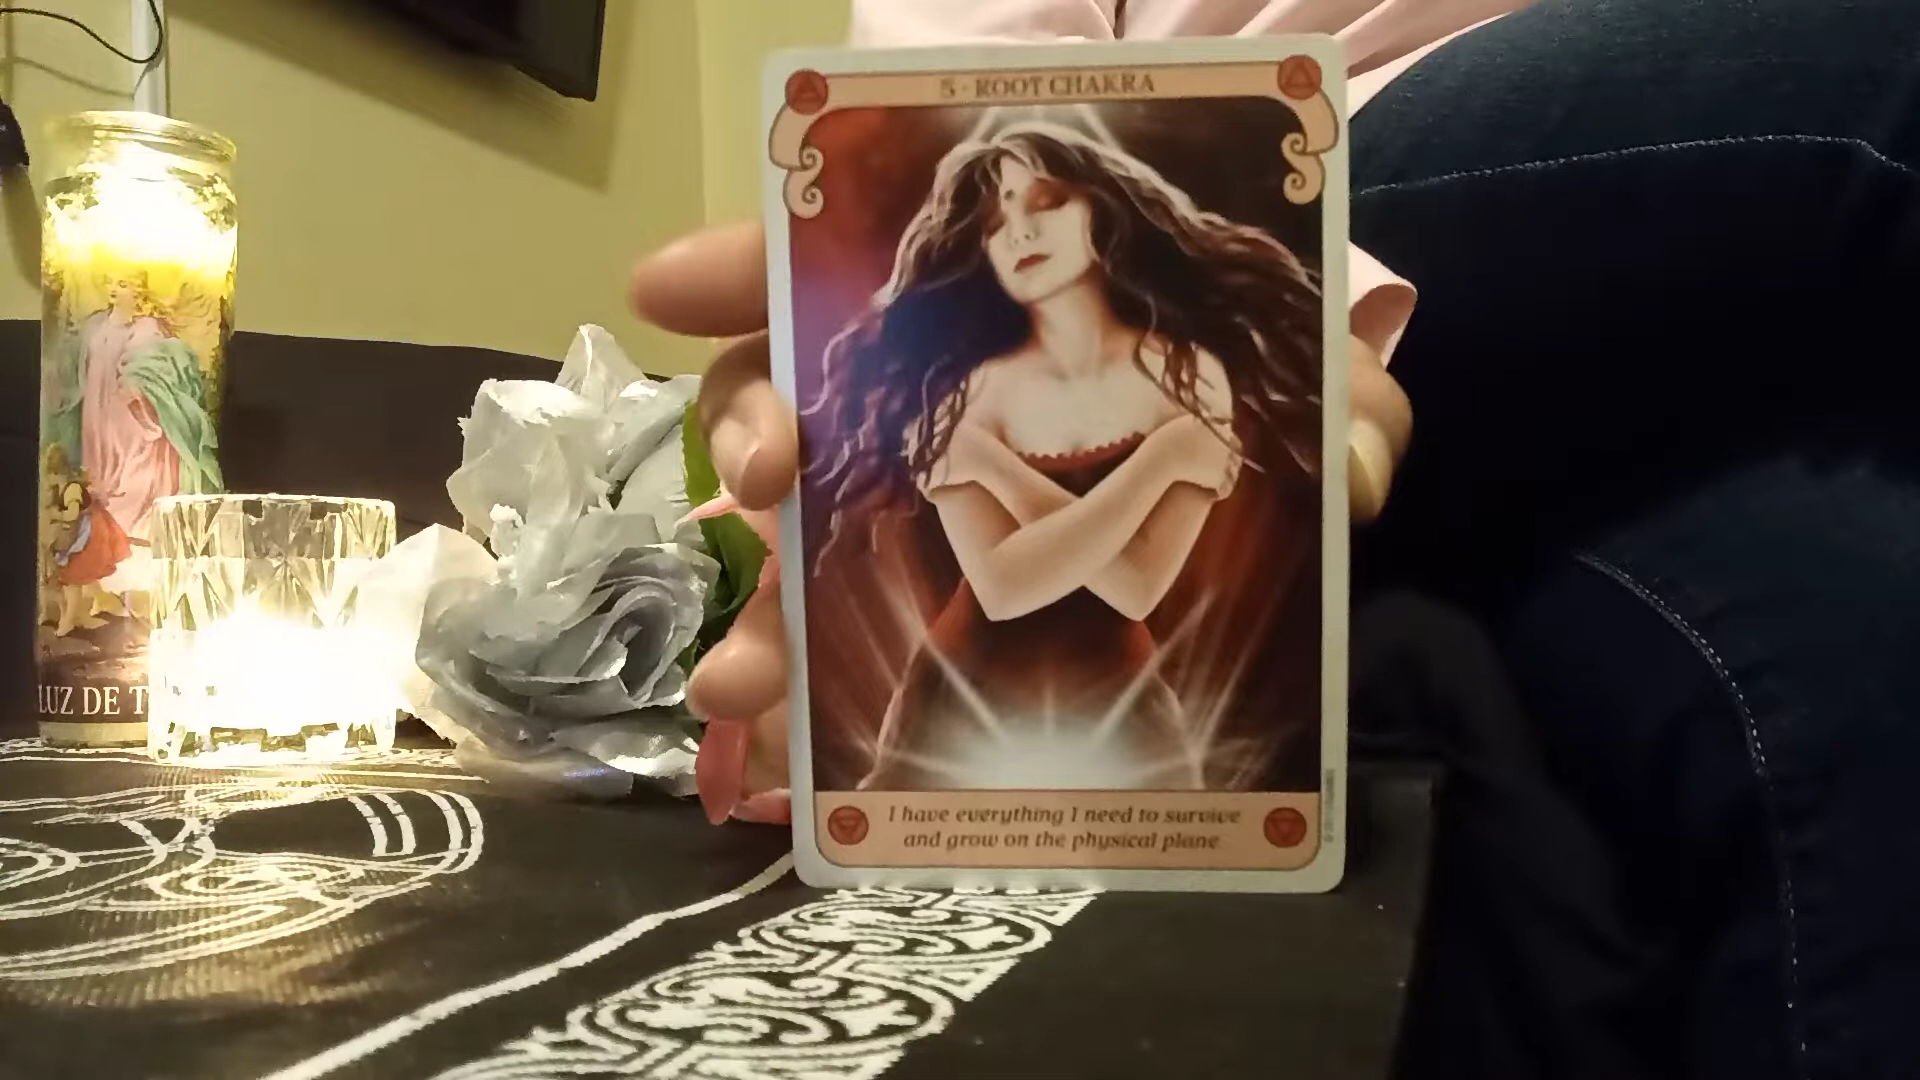 5 - ROOT CHAKRA
LUZ DE
I have everything I need to survive
and grow on the physical plane.